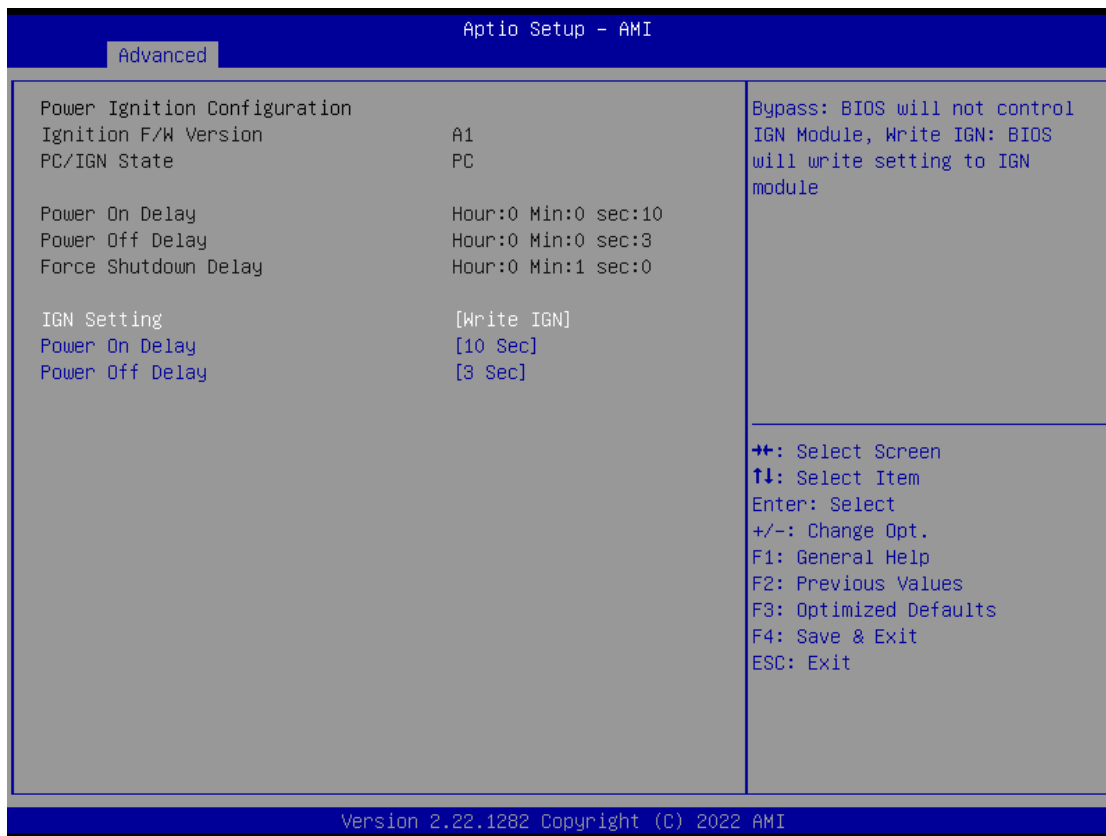 Aptio Setup – AMI
Advanced
Power Ignition Configuration
Ignition F/W Version A1
PC/IGN State PC
Power On Delay Hour:0 Min:0 sec:10
Power Off Delay Hour:0 Min:0 sec:3
Force Shutdown Delay Hour:0 Min:1 sec:0
IGN Setting [Write IGN]
Power On Delay [10 Sec]
Power Off Delay [3 Sec]
Bypass: BIOS will not control
IGN Module, Write IGN: BIOS
will write setting to IGN
module
→←: Select Screen
↑↓: Select Item
Enter: Select
+/-: Change Opt.
F1: General Help
F2: Previous Values
F3: Optimized Defaults
F4: Save & Exit
ESC: Exit
Version 2.22.1282 Copyright (C) 2022 AMI